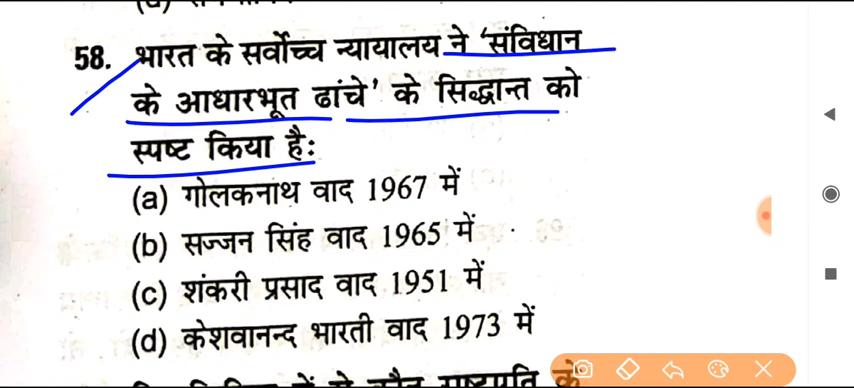 58. भारत के सर्वोच्च न्यायालय ने 'संविधान
के आधारभूत ढांचे' के सिद्धान्त को
स्पष्ट किया है:
(a) गोलकनाथ वाद 1967 में
(b) सज्जन सिंह वाद 1965 में
(c) शंकरी प्रसाद वाद 1951 में
(d) केशवानन्द भारती वाद 1973 में
में से कौन राष्ट्रपति के